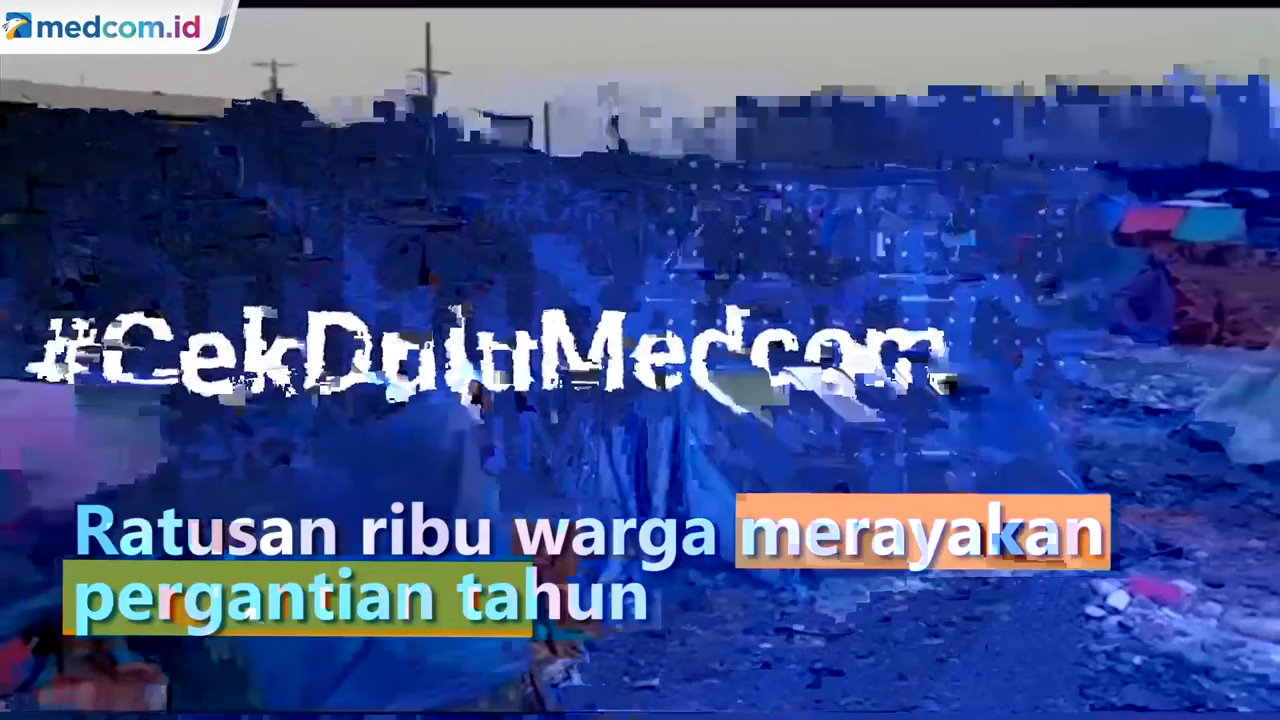 medcom.id
#CekDuluMedcom
Ratusan ribu warga merayakan
pergantian tahun